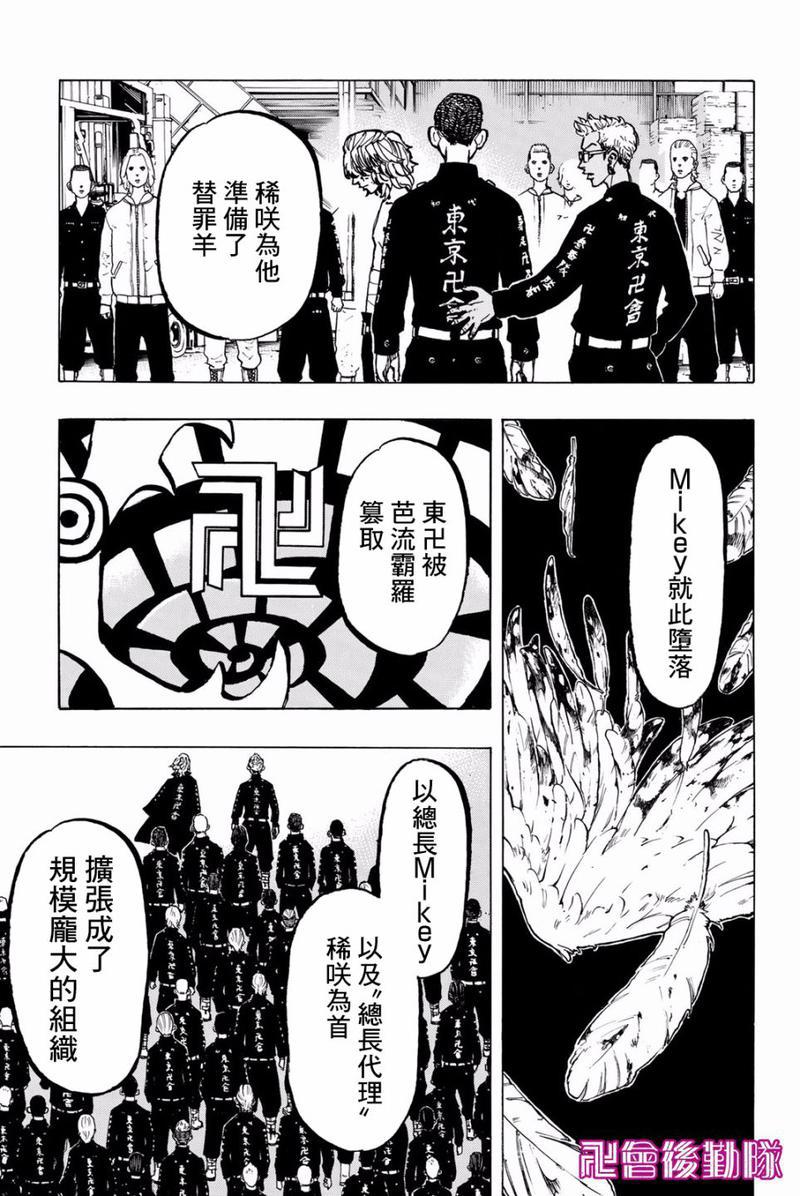 稀咲為他
準備了
替罪羊
東京卍會
東京卍會
Mikey就此墮落
東卍被
芭流霸羅
篡取
以總長Mikey
以及〝總長代理〞
稀咲為首
擴張成了
規模龐大的組織
卍會後勤隊